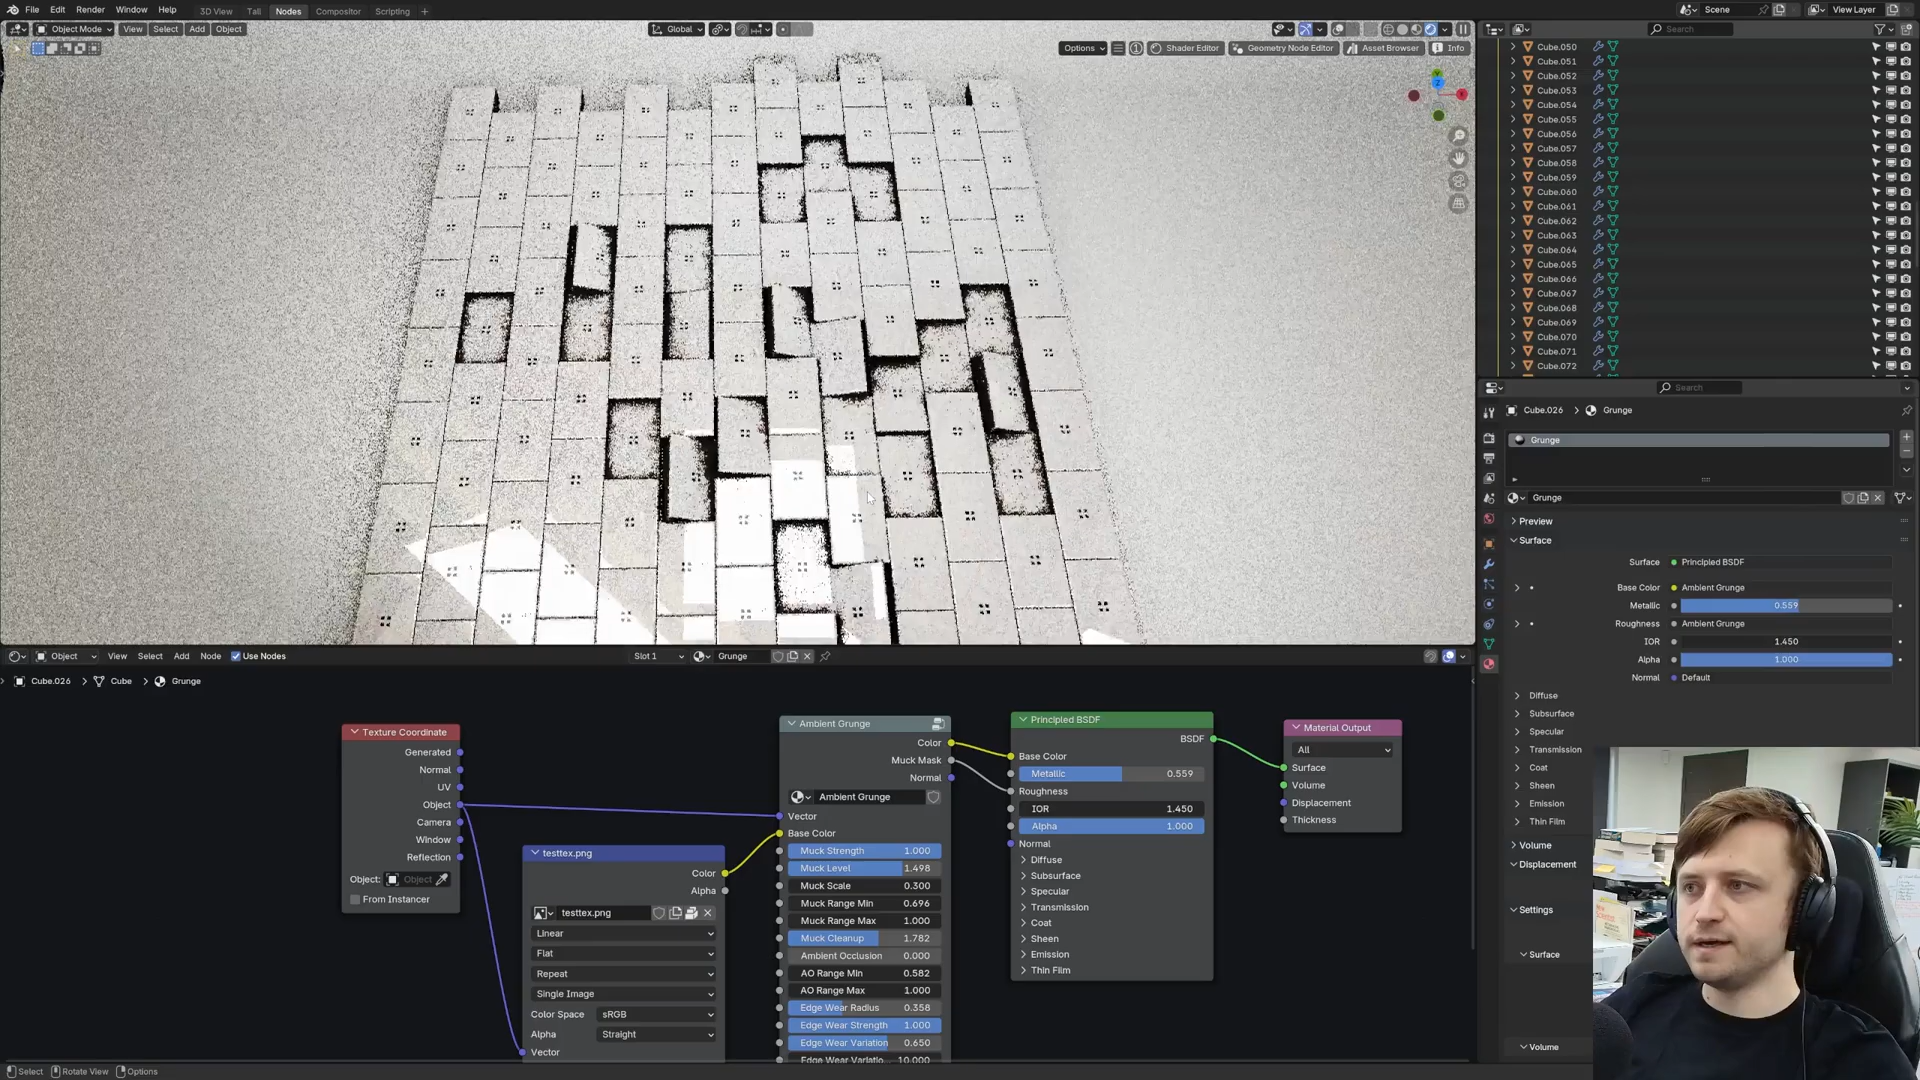 File Edit Render Window Help 3D View Tall Nodes Compositor Scripting + Scene View Layer
Object Mode View Select Add Object Global Search
Options Shader Editor Geometry Node Editor Asset Browser Info
Cube.050
Cube.051
Cube.052
Cube.053
Cube.054
Cube.055
Cube.056
Cube.057
Cube.058
Cube.059
Cube.060
Cube.061
Cube.062
Cube.063
Cube.064
Cube.065
Cube.066
Cube.067
Cube.068
Cube.069
Cube.070
Cube.071
Cube.072
Search
Cube.026 > Grunge
Grunge
Grunge
Preview
Surface
Surface Principled BSDF
Base Color Ambient Grunge
Metallic 0.559
Roughness Ambient Grunge
IOR 1.450
Alpha 1.000
Normal Default
Diffuse
Subsurface
Specular
Transmission
Coat
Sheen
Emission
Thin Film
Volume
Displacement
Settings
Surface
Volume
Object View Select Add Node Use Nodes Slot 1 Grunge
Cube.026 > Cube > Grunge
Texture Coordinate
Generated
Normal
UV
Object
Camera
Window
Reflection
Object: Object
From Instancer
testtex.png
Color
Alpha
testtex.png
Linear
Flat
Repeat
Single Image
Color Space sRGB
Alpha Straight
Vector
Ambient Grunge
Color
Muck Mask
Normal
Ambient Grunge
Vector
Base Color
Muck Strength 1.000
Muck Level 1.498
Muck Scale 0.300
Muck Range Min 0.696
Muck Range Max 1.000
Muck Cleanup 1.782
Ambient Occlusion 0.000
AO Range Min 0.582
AO Range Max 1.000
Edge Wear Radius 0.358
Edge Wear Strength 1.000
Edge Wear Variation 0.650
Edge Wear Variatio.. 10.000
Principled BSDF
BSDF
Base Color
Metallic 0.559
Roughness
IOR 1.450
Alpha 1.000
Normal
Diffuse
Subsurface
Specular
Transmission
Coat
Sheen
Emission
Thin Film
Material Output
All
Surface
Volume
Displacement
Thickness
Select Rotate View Options